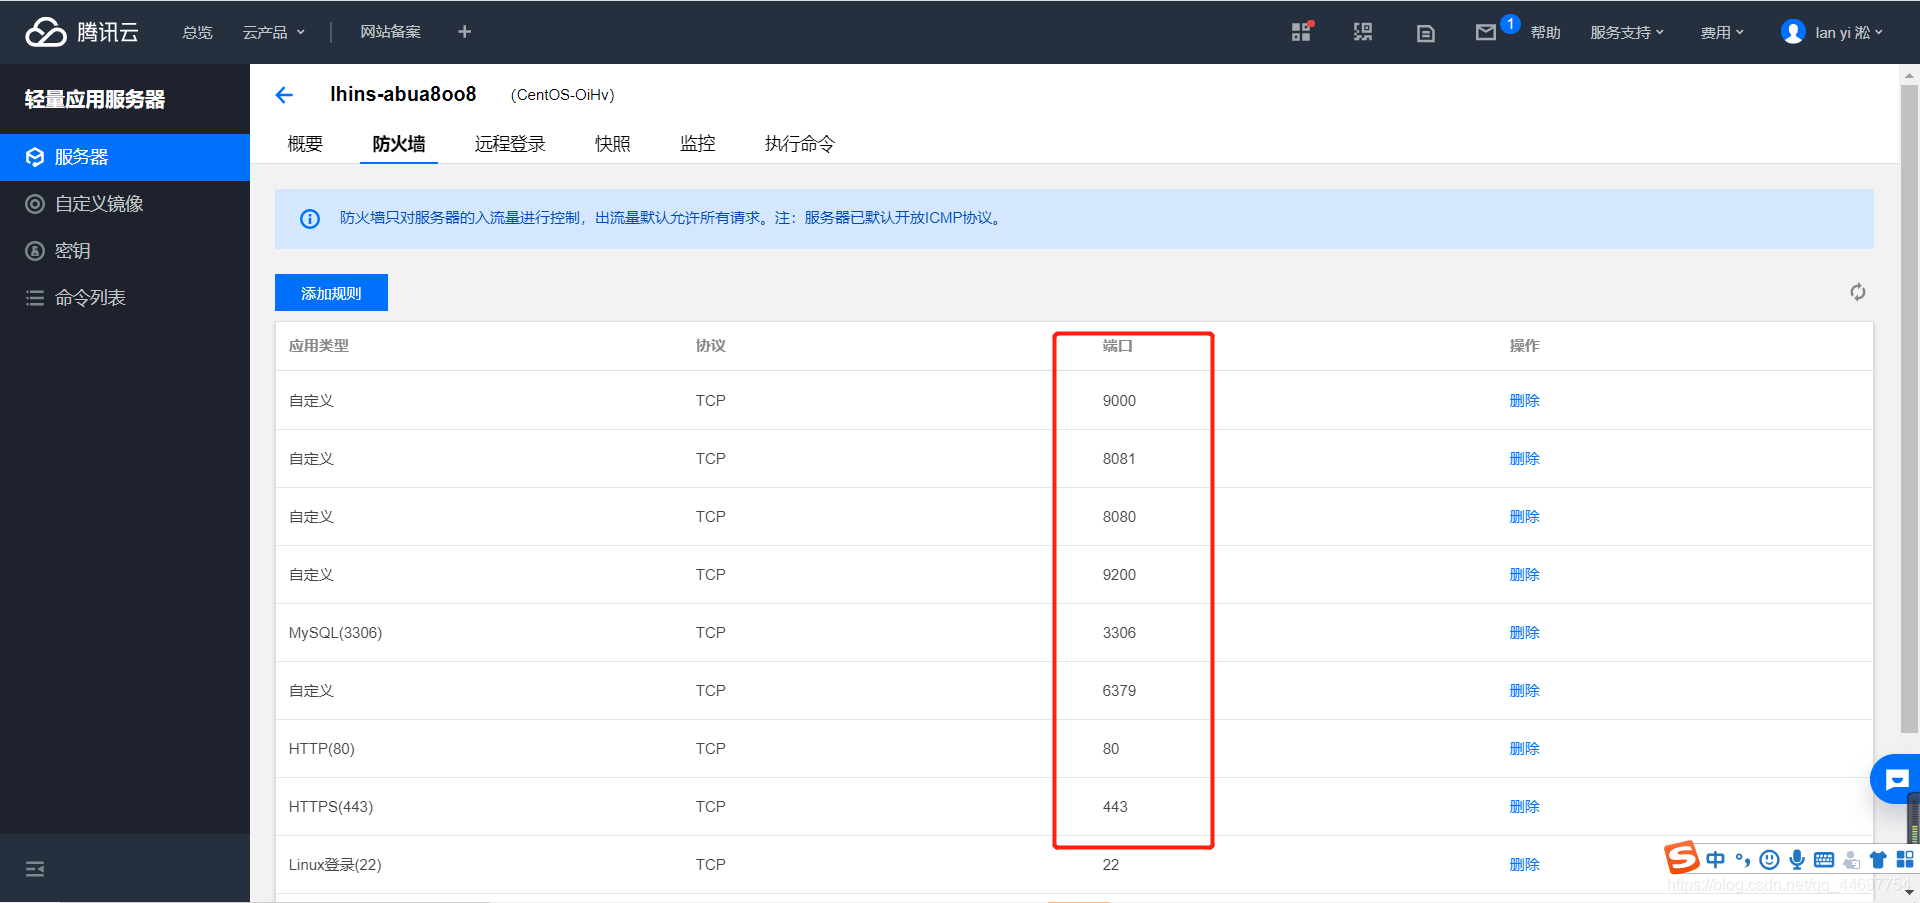 腾讯云 总览 云产品 网站备案 + 1 帮助 服务支持 费用 lan yi 淞
轻量应用服务器
服务器
自定义镜像
密钥
命令列表
lhins-abua8oo8 (CentOS-OiHv)
概要 防火墙 远程登录 快照 监控 执行命令
防火墙只对服务器的入流量进行控制，出流量默认允许所有请求。注：服务器已默认开放ICMP协议。
添加规则
应用类型 协议 端口 操作
自定义 TCP 9000 删除
自定义 TCP 8081 删除
自定义 TCP 8080 删除
自定义 TCP 9200 删除
MySQL(3306) TCP 3306 删除
自定义 TCP 6379 删除
HTTP(80) TCP 80 删除
HTTPS(443) TCP 443 删除
Linux登录(22) TCP 22 删除
S 中
https://blog.csdn.net/qq_44697754